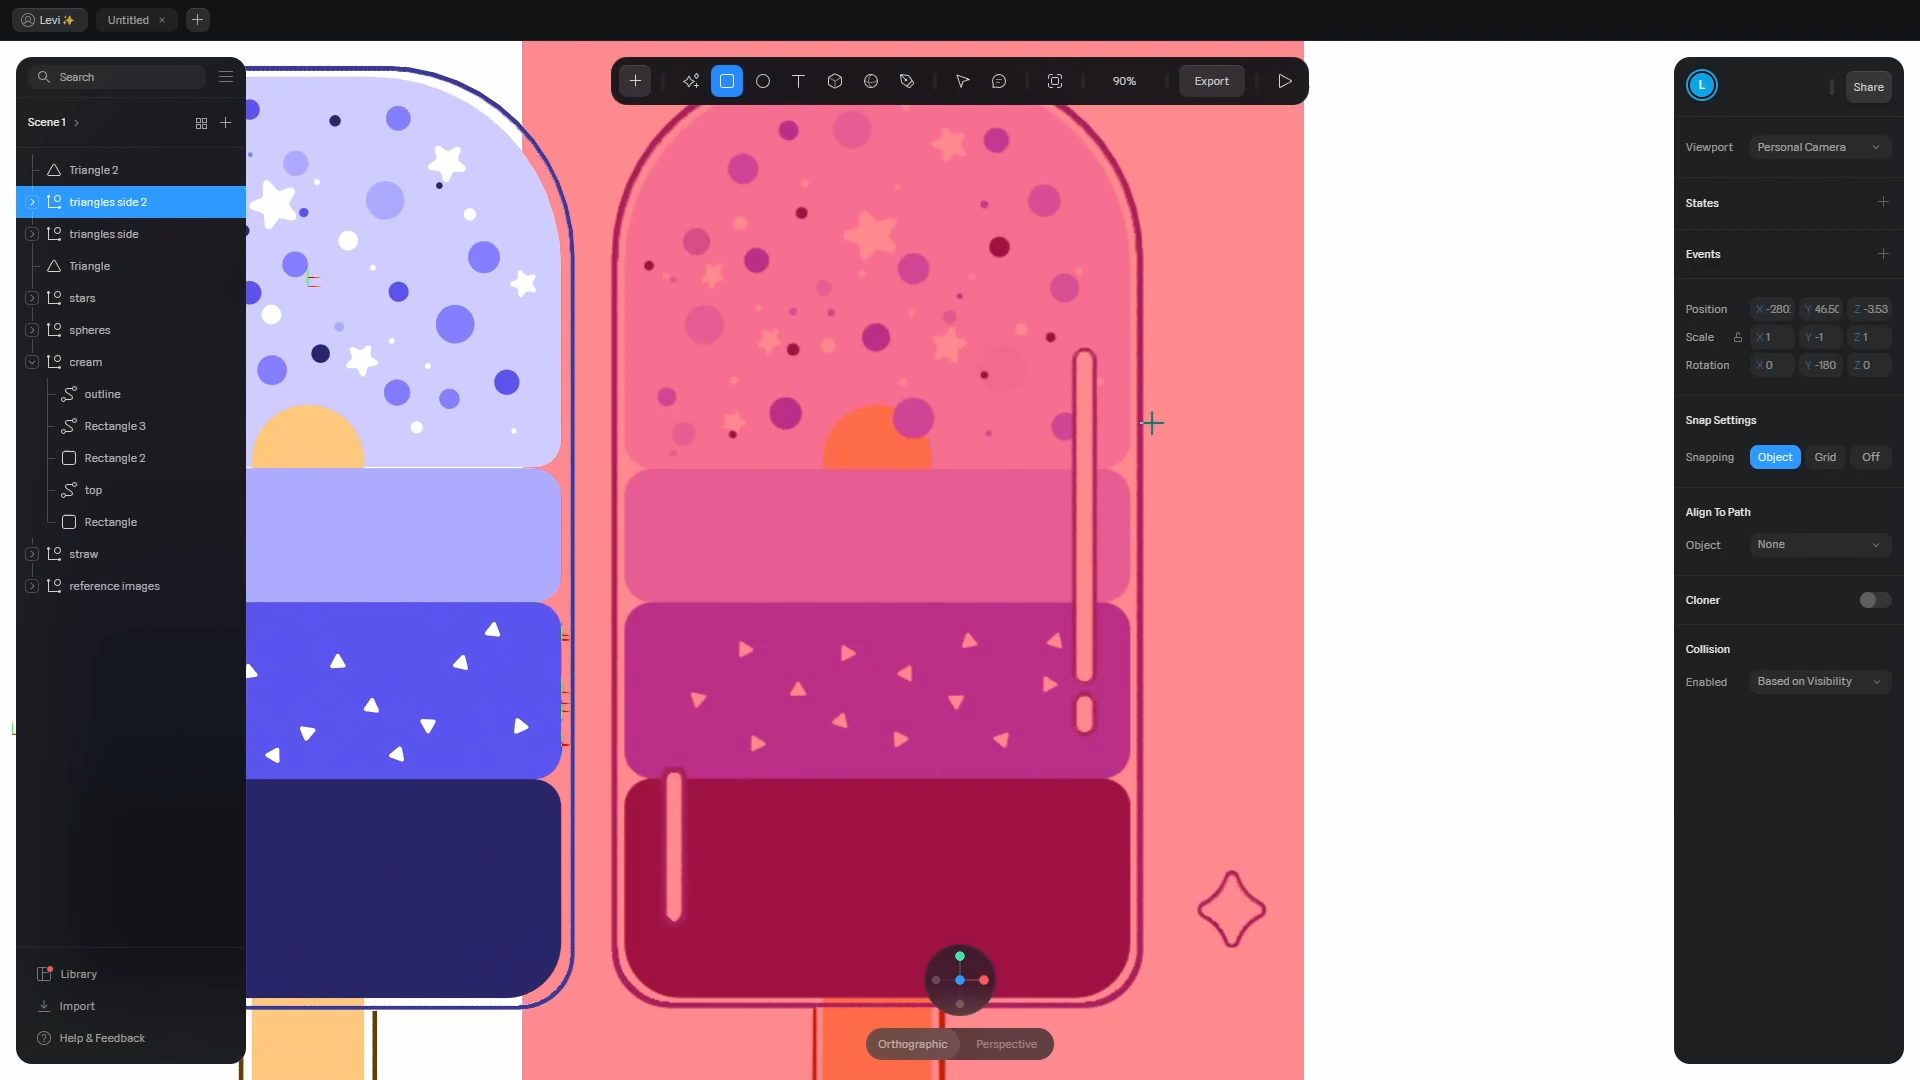 Levi✨
Untitled
Search
Scene 1
Triangle 2
triangles side 2
triangles side
Triangle
stars
spheres
cream
outline
Rectangle 3
Rectangle 2
top
Rectangle
straw
reference images
Library
Import
Help & Feedback
90%
Export
Orthographic Perspective
L
Share
Viewport Personal Camera
States
Events
Position X -280 Y 46.50 Z -3.53
Scale X 1 Y -1 Z 1
Rotation X 0 Y -180 Z 0
Snap Settings
Snapping Object Grid Off
Align To Path
Object None
Cloner
Collision
Enabled Based on Visibility